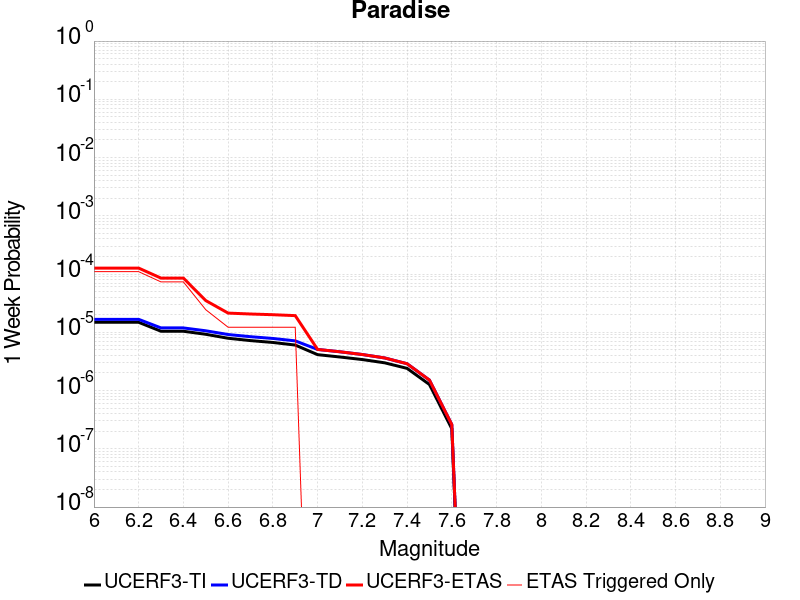 Paradise
10 0
10 -1
10 -2
10 -3
10 -4
10 -5
10 -6
10 -7
10 -8
1 Week Probability
6 6.2 6.4 6.6 6.8 7 7.2 7.4 7.6 7.8 8 8.2 8.4 8.6 8.8 9
Magnitude
UCERF3-TI UCERF3-TD UCERF3-ETAS ETAS Triggered Only